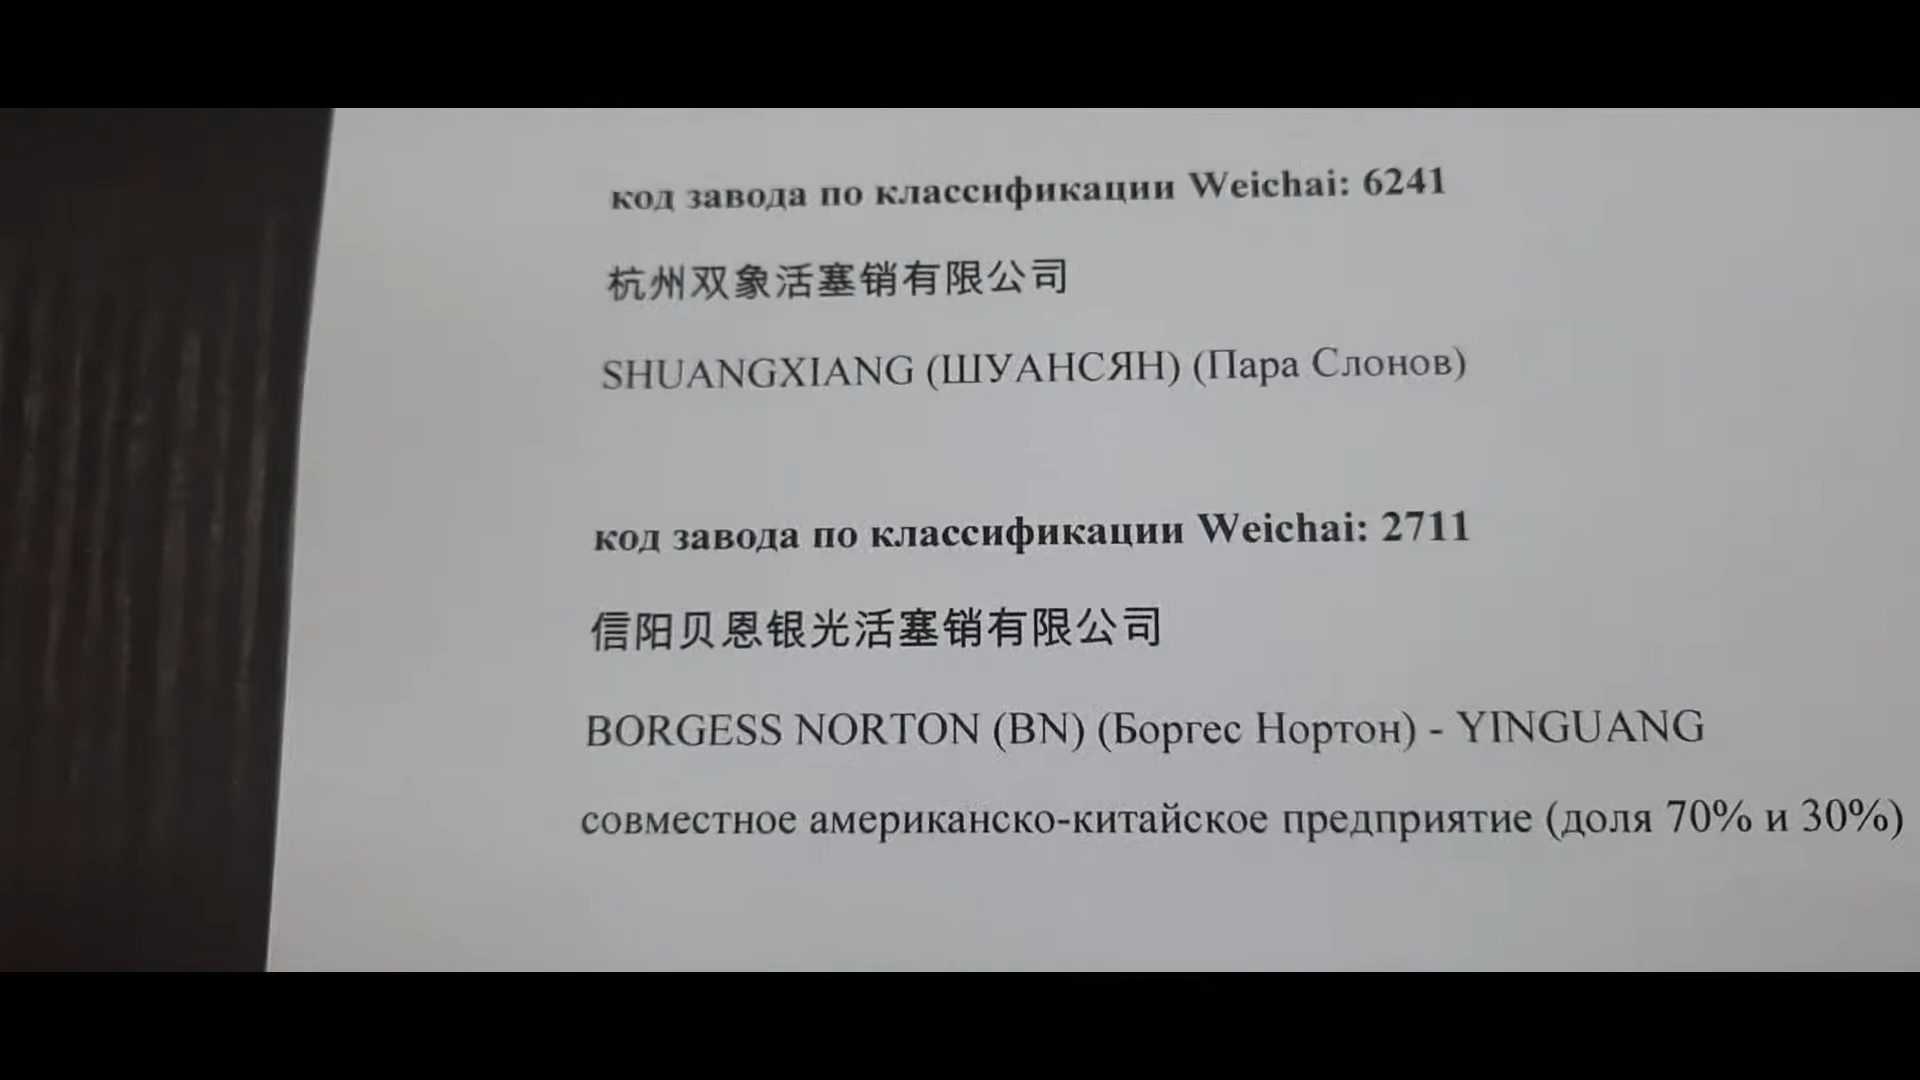 код завода по классификации Weichai: 6241
杭州双象活塞销有限公司
SHUANGXIANG (ШУАНСЯН) (Пара Слонов)
код завода по классификации Weichai: 2711
信阳贝恩银光活塞销有限公司
BORGESS NORTON (BN) (Боргес Нортон) - YINGUANG
совместное американско-китайское предприятие (доля 70% и 30%)